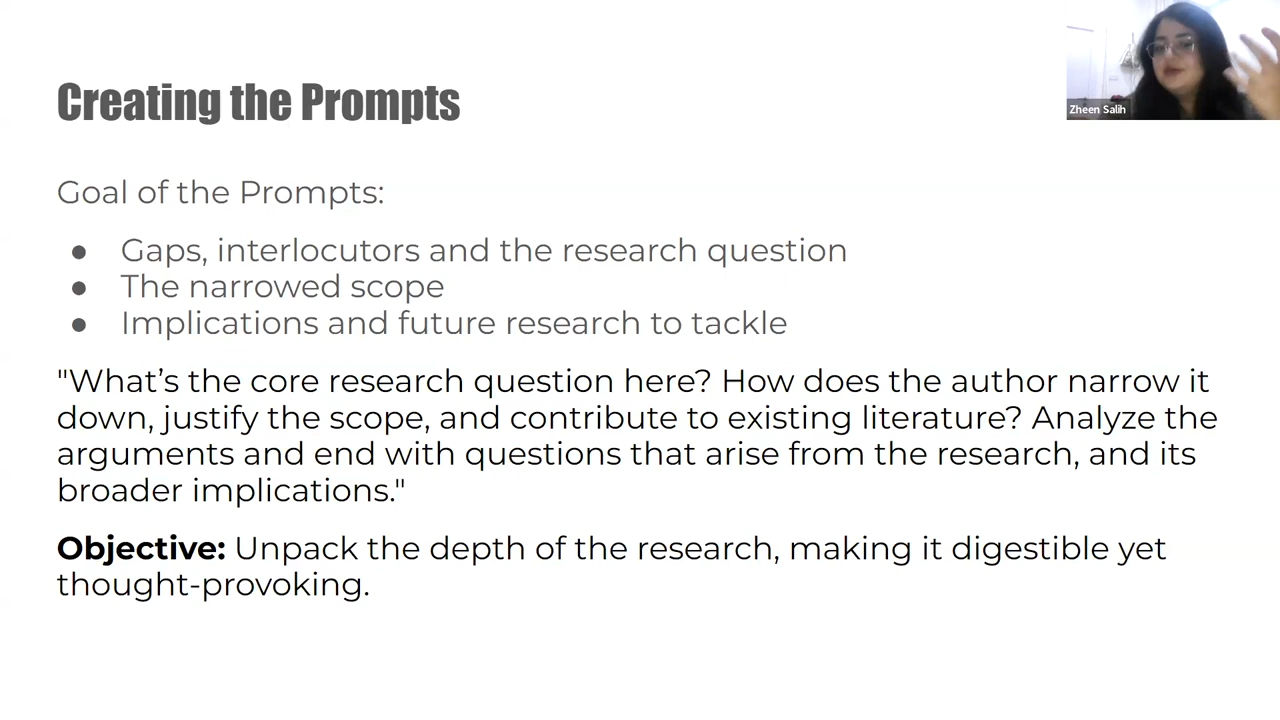 Creating the Prompts
Zheen Salih
Goal of the Prompts:
● Gaps, interlocutors and the research question
● The narrowed scope
● Implications and future research to tackle
"What’s the core research question here? How does the author narrow it
down, justify the scope, and contribute to existing literature? Analyze the
arguments and end with questions that arise from the research, and its
broader implications."
Objective: Unpack the depth of the research, making it digestible yet
thought-provoking.